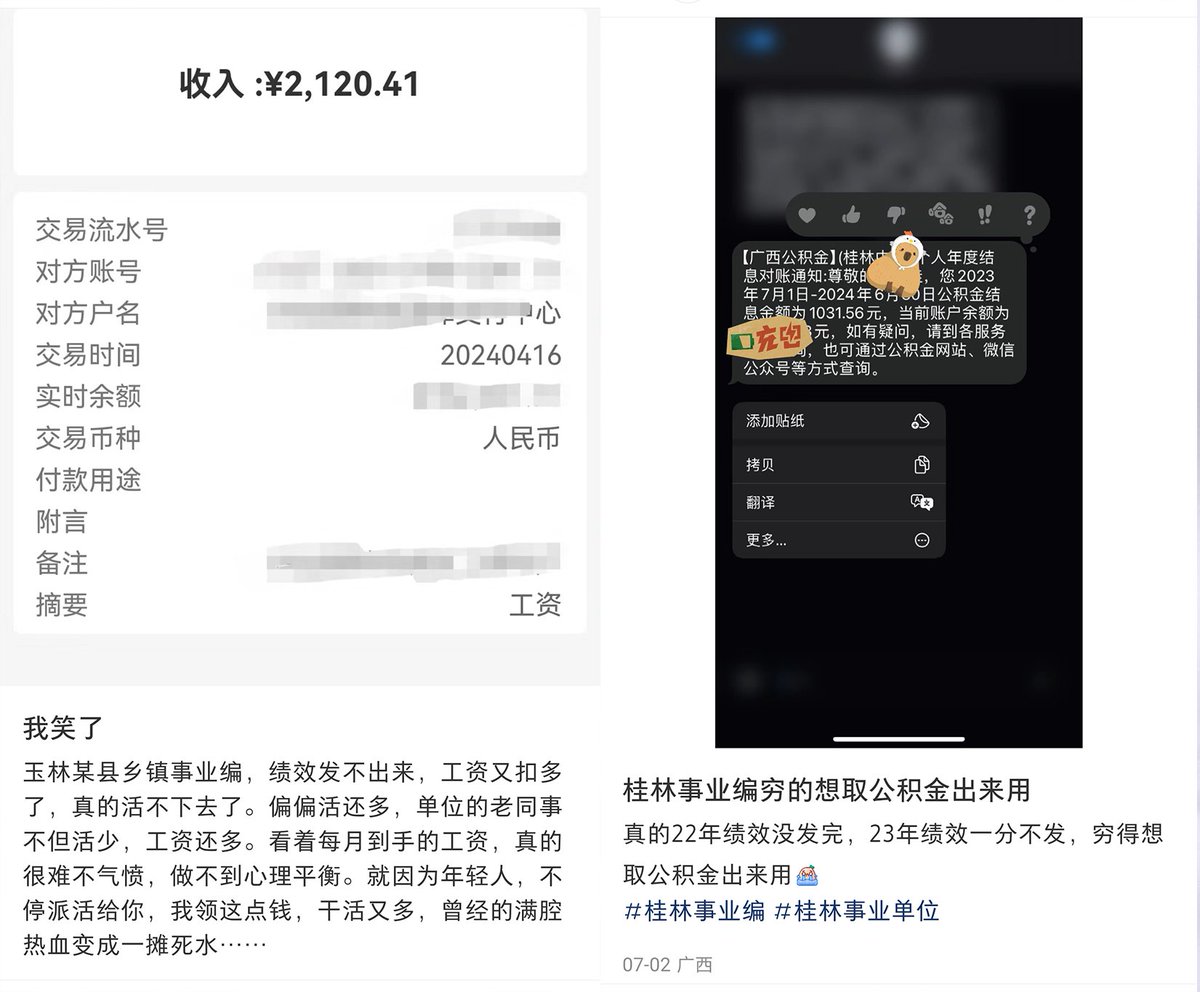 收入 :¥2,120.41
交易流水号
对方账号
对方户名 中心
交易时间 20240416
实时余额
交易币种 人民币
付款用途
附言
备注
摘要 工资
我笑了
玉林某县乡镇事业编，绩效发不出来，工资又扣多
了，真的活不下去了。偏偏活还多，单位的老同事
不但活少，工资还多。看着每月到手的工资，真的
很难不气愤，做不到心理平衡。就因为年轻人，不
停派活给你，我领这点钱，干活又多，曾经的满腔
热血变成一摊死水……
【广西公积金】(桂林 个人年度结
息对账通知:尊敬的 ，您2023
年7月1日-2024年6月 0日公积金结
息金额为1031.56元，当前账户余额为
元，如有疑问，请到各服务
，也可通过公积金网站、微信
公众号等方式查询。
充电
添加贴纸
拷贝
翻译
更多...
桂林事业编穷的想取公积金出来用
真的22年绩效没发完，23年绩效一分不发，穷得想
取公积金出来用
#桂林事业编 #桂林事业单位
07-02 广西